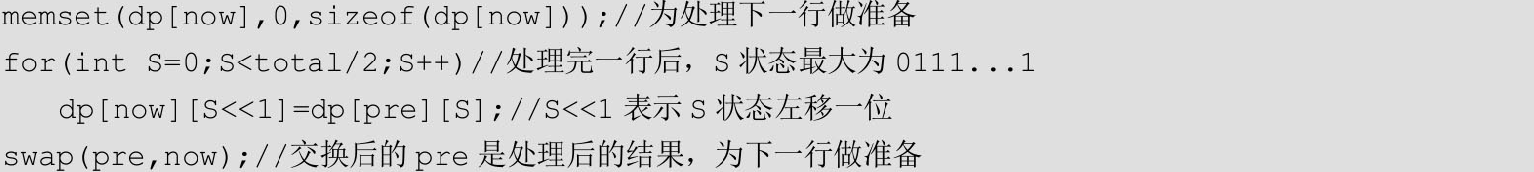 memset(dp[now],0,sizeof(dp[now]));//为处理下一行做准备
for(int S=0;S<total/2;S++)//处理完一行后，S 状态最大为 0111...1
   dp[now][S<<1]=dp[pre][S];//S<<1 表示 S 状态左移一位
swap(pre,now);//交换后的 pre 是处理后的结果，为下一行做准备